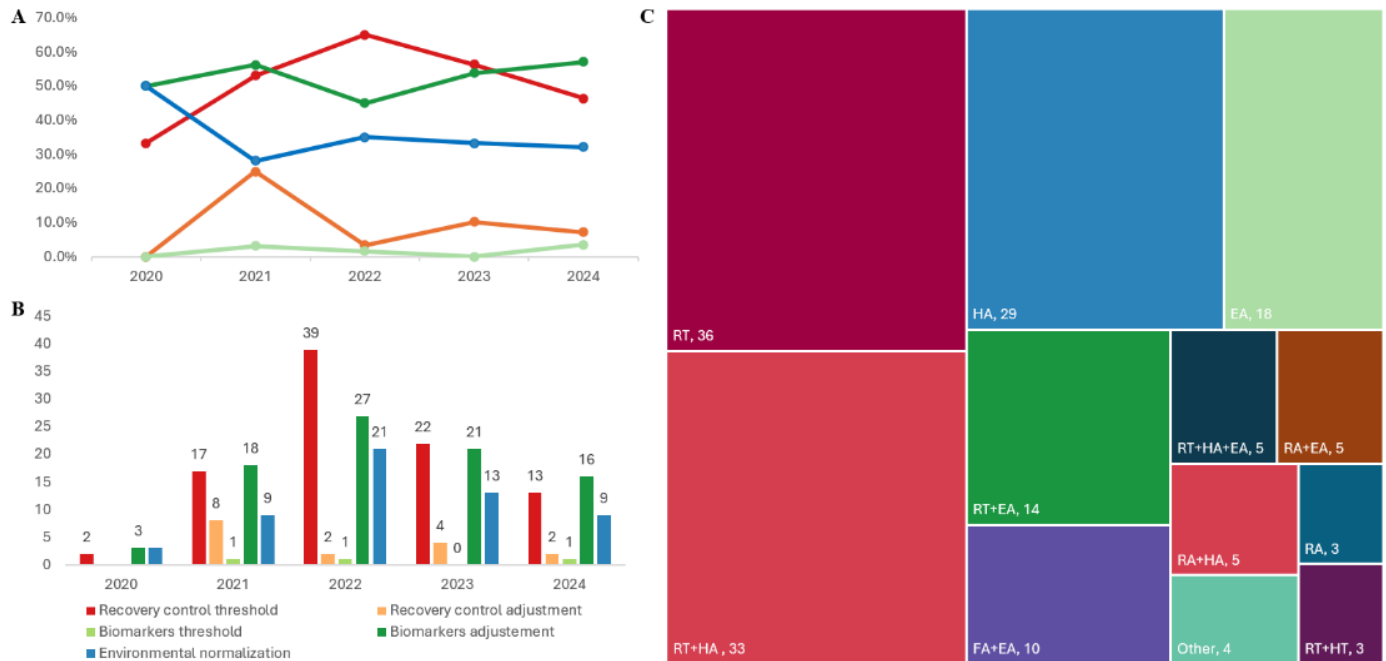 A
70.0%
60.0%
50.0%
40.0%
30.0%
20.0%
10.0%
0.0%
2020 2021 2022 2023 2024
B
45
40
35
30
25
20
15
10
5
0
2 3
17 8 1 18 9
39 2 1 27 21
22 4 0 21 13
13 2 1 16 9
2020 2021 2022 2023 2024
Recovery control threshold
Recovery control adjustment
Biomarkers threshold
Biomarkers adjustement
Environmental normalization
C
RT, 36
HA, 29
EA, 18
RT+HA , 33
RT+EA, 14
RT+HA+EA, 5
RA+EA, 5
FA+EA, 10
RA+HA, 5
RA, 3
Other, 4
RT+HT, 3